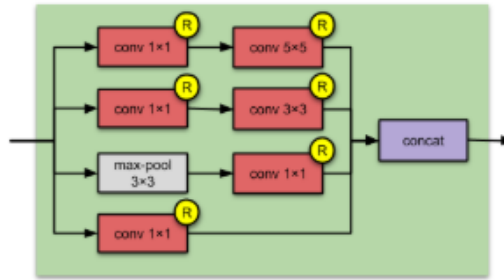 R
R
conv 1×1
conv 5×5
R
R
conv 1×1
conv 3×3
R
concat
max-pool
3×3
conv 1×1
R
conv 1×1